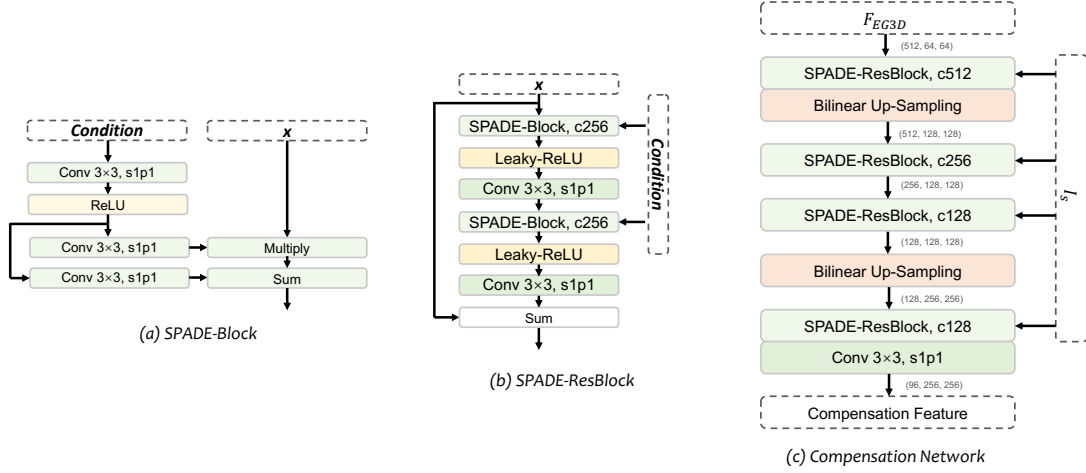 Condition
x
Conv 3×3, s1p1
ReLU
Conv 3×3, s1p1
Multiply
Conv 3×3, s1p1
Sum
(a) SPADE-Block
x
SPADE-Block, c256
Leaky-ReLU
Conv 3×3, s1p1
SPADE-Block, c256
Leaky-ReLU
Conv 3×3, s1p1
Sum
Condition
(b) SPADE-ResBlock
F_EG3D
(512, 64, 64)
SPADE-ResBlock, c512
Bilinear Up-Sampling
(512, 128, 128)
SPADE-ResBlock, c256
(256, 128, 128)
SPADE-ResBlock, c128
(128, 128, 128)
Bilinear Up-Sampling
(128, 256, 256)
SPADE-ResBlock, c128
Conv 3×3, s1p1
(96, 256, 256)
Compensation Feature
I_s
(c) Compensation Network